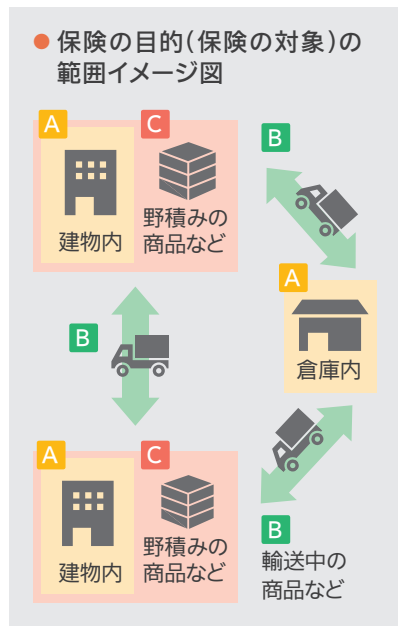 ● 保険の目的(保険の対象)の
範囲イメージ図
A
C
B
建物内
野積みの
商品など
A
倉庫内
B
A
C
建物内
野積みの
商品など
B
輸送中の
商品など